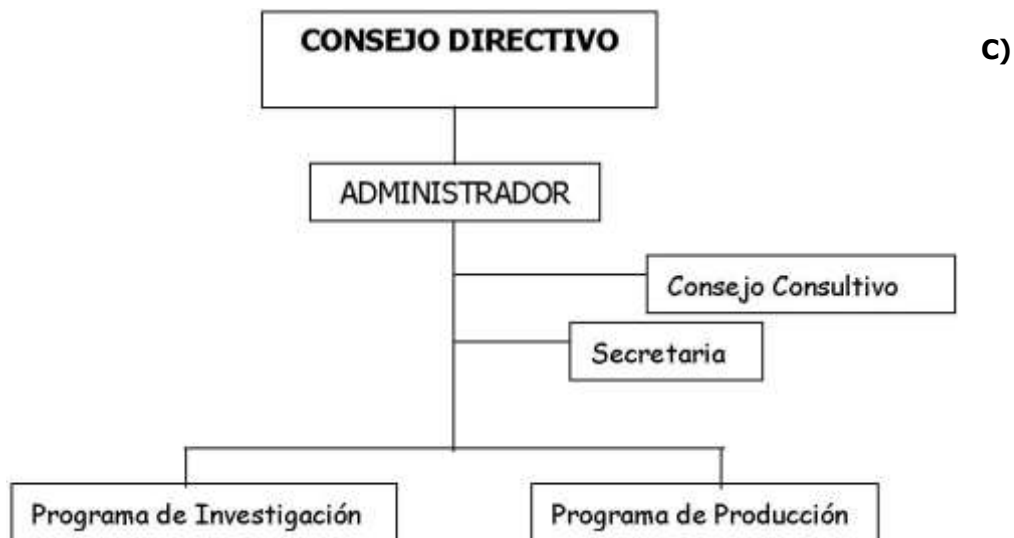 CONSEJO DIRECTIVO
C)
ADMINISTRADOR
Consejo Consultivo
Secretaria
Programa de Investigación
Programa de Producción